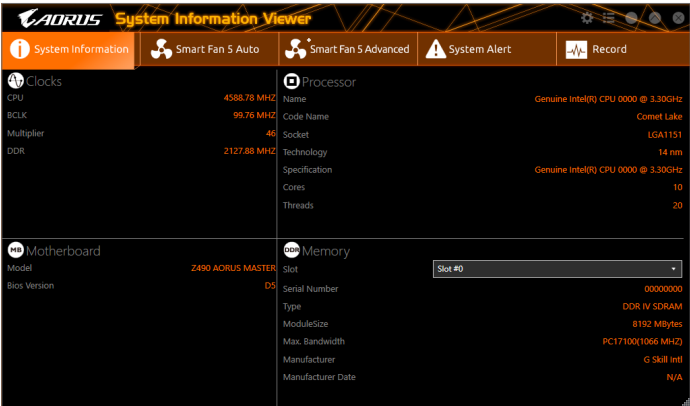 AORUS System Information Viewer
System Information Smart Fan 5 Auto Smart Fan 5 Advanced System Alert Record
Clocks
CPU 4588.78 MHZ
BCLK 99.76 MHZ
Multiplier 46
DDR 2127.88 MHZ
Processor
Name Genuine Intel(R) CPU 0000 @ 3.30GHz
Code Name Comet Lake
Socket LGA1151
Technology 14 nm
Specification Genuine Intel(R) CPU 0000 @ 3.30GHz
Cores 10
Threads 20
MB Motherboard
Model Z490 AORUS MASTER
Bios Version D5
DDR Memory
Slot Slot #0
Serial Number 00000000
Type DDR IV SDRAM
ModuleSize 8192 MBytes
Max. Bandwidth PC17100(1066 MHZ)
Manufacturer G Skill Intl
Manufacturer Date N/A